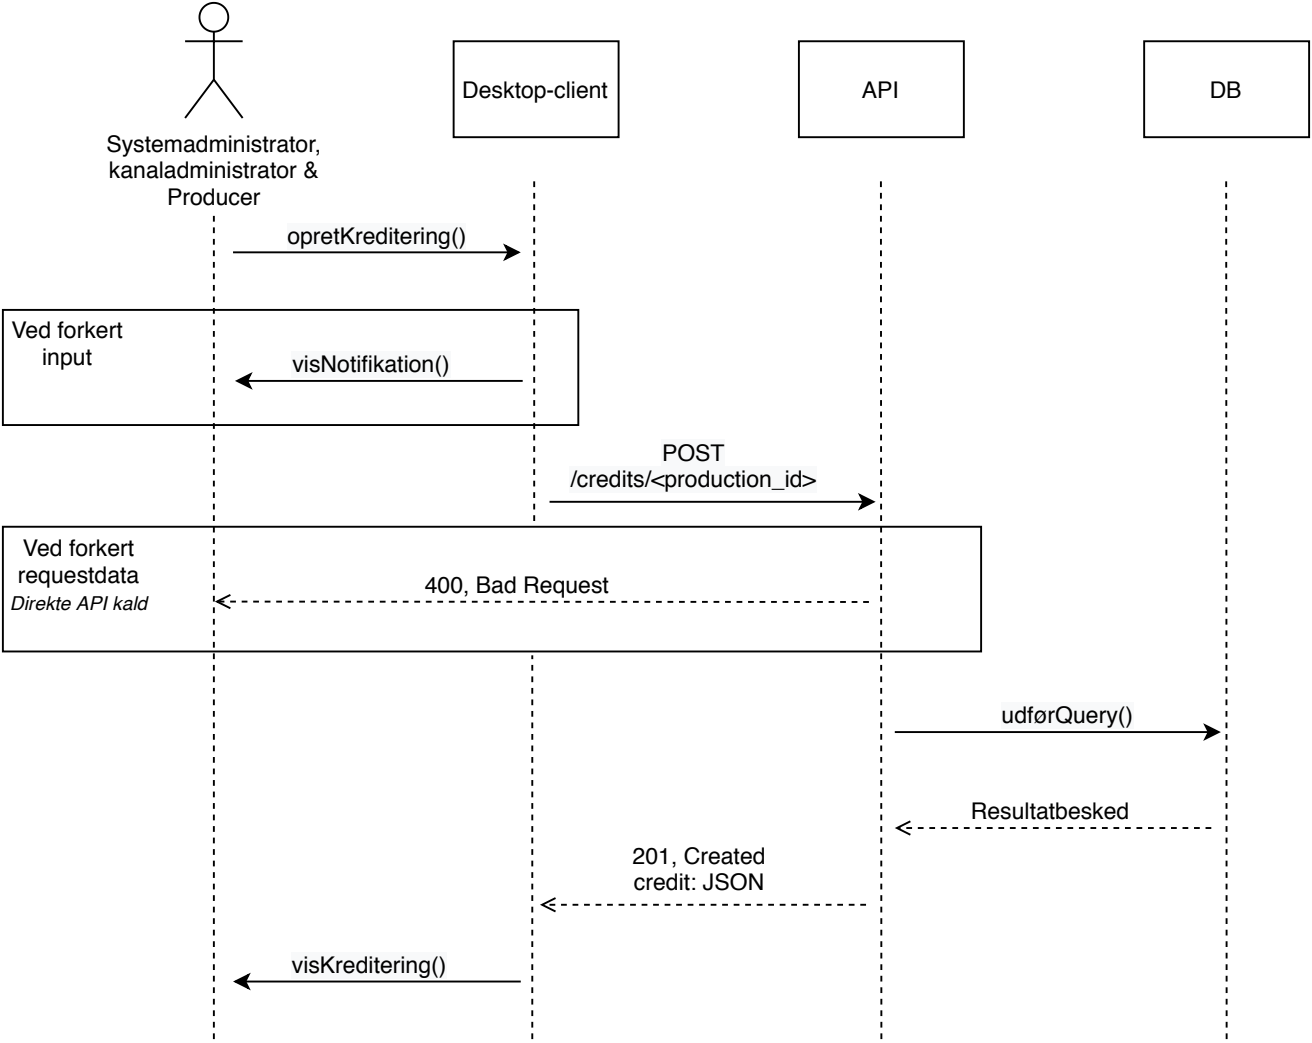 Desktop-client
API
DB
Systemadministrator,
kanaladministrator &
Producer
opretKreditering()
Ved forkert
input
visNotifikation()
POST
/credits/<production_id>
Ved forkert
requestdata
Direkte API kald
400, Bad Request
udførQuery()
Resultatbesked
201, Created
credit: JSON
visKreditering()